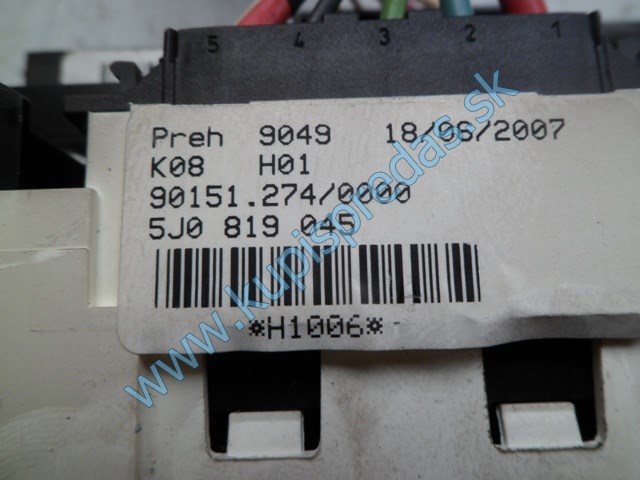 5 4 3 2 1
Preh 9049 18/06/2007
K08 H01
90151.274/0000
5J0 819 045
*H1006*
www.kupispredas.sk